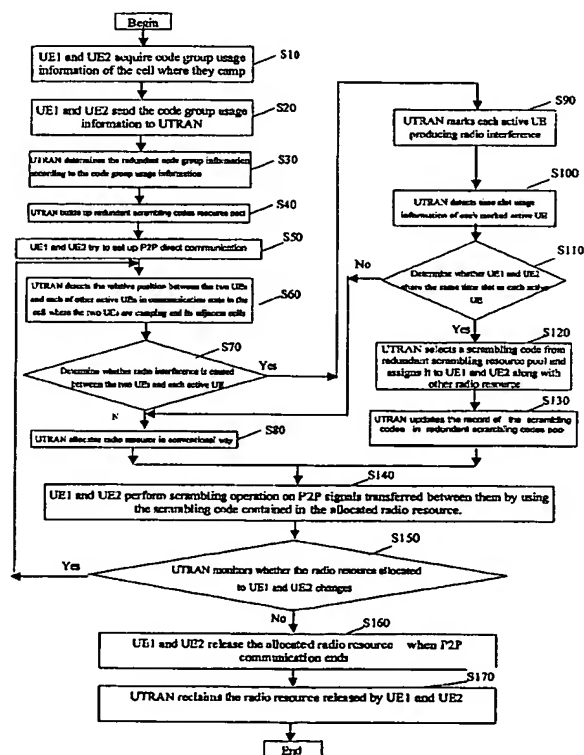 Begin
UE1 and UE2 acquire code group usage
information of the cell where they camp
S10
UE1 and UE2 send the code group usage
information to UTRAN
S20
UTRAN determines the redundant code group information
according to the code group usage information
S30
UTRAN builds up redundant scrambling codes resource pool
S40
UE1 and UE2 try to set up P2P direct communication
S50
UTRAN detects the relative position between the two UEs
and each of other active UEs in communication state in the
cell where the two UEs are camping and its adjacent cells
S60
S70
Determine whether radio interference is caused
between the two UEs and each active UE
Yes
N
UTRAN allocates radio resource in conventional way
S80
S90
UTRAN marks each active UE
producing radio interference
S100
UTRAN detects time slot usage
information of each marked active UE
S110
No
Determine whether UE1 and UE2
share the same time slot as each active
UE
Yes
S120
UTRAN selects a scrambling code from
redundant scrambling resource pool and
assigns it to UE1 and UE2 along with
other radio resource
S130
UTRAN updates the record of the scrambling
codes in redundant scrambling codes pool
S140
UE1 and UE2 perform scrambling operation on P2P signals transferred between them by using
the scrambling code contained in the allocated radio resource.
S150
Yes
UTRAN monitors whether the radio resource allocated
to UE1 and UE2 changes
No
S160
UE1 and UE2 release the allocated radio resource when P2P
communication ends
S170
UTRAN reclaims the radio resource released by UE1 and UE2
End